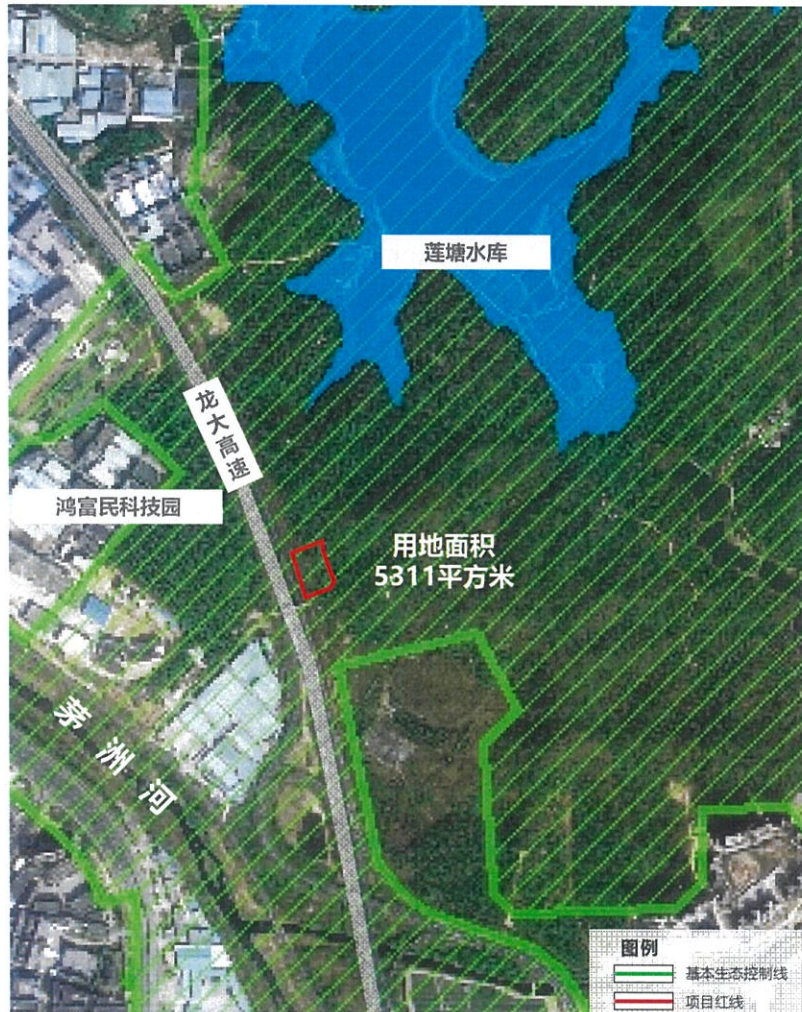 莲塘水库
龙大高速
鸿富民科技园
用地面积
5311平方米
茅洲河
图例
基本生态控制线
项目红线